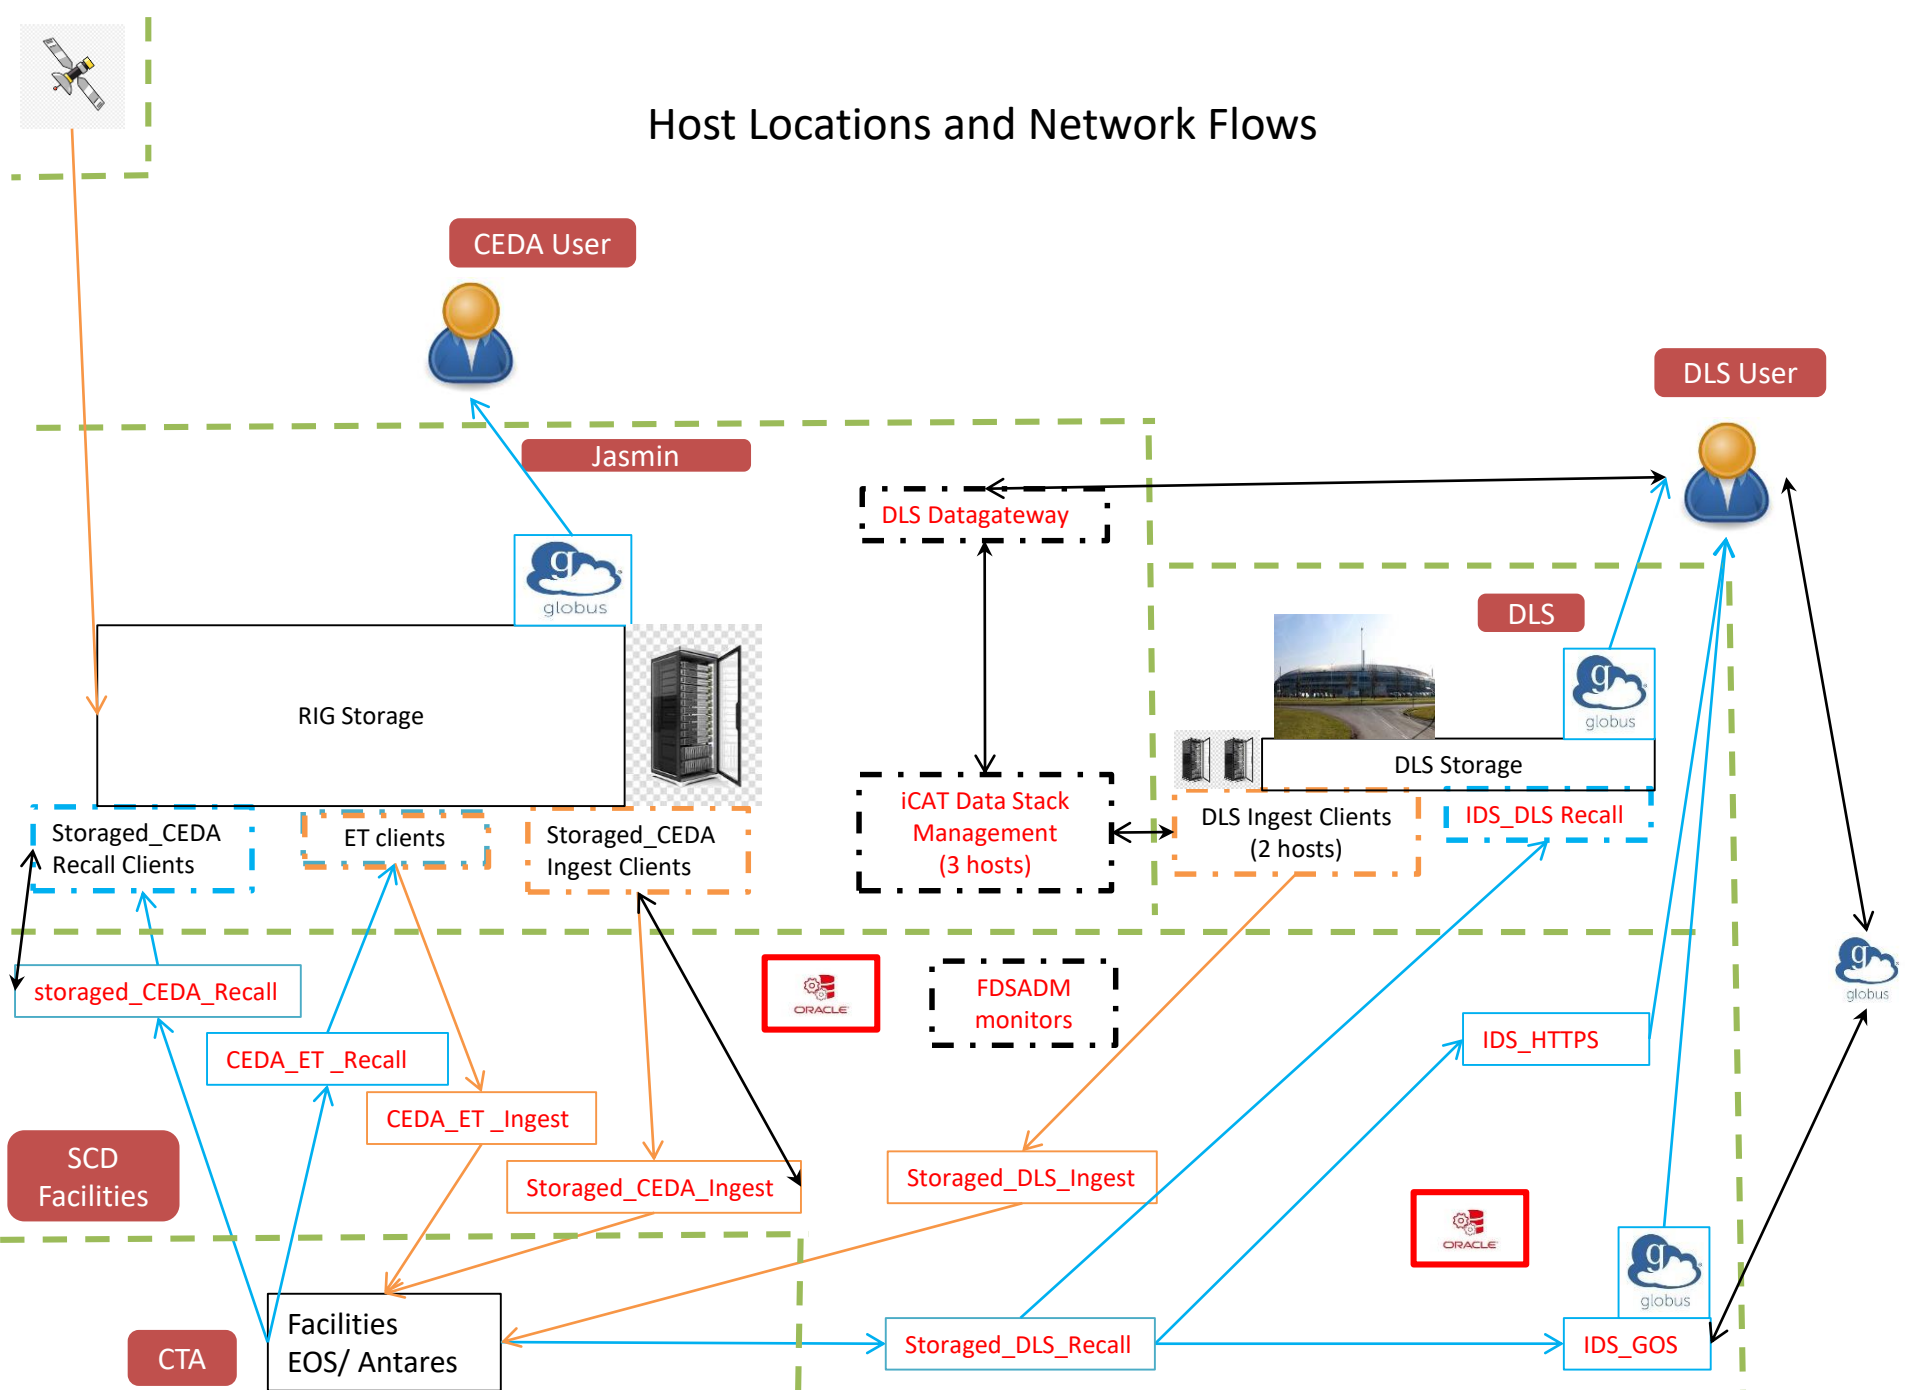 Host Locations and Network Flows
CEDA User
DLS User
Jasmin
DLS Datagateway
g
globus
DLS
g
globus
RIG Storage
DLS Storage
Storaged_CEDA
Recall Clients
ET clients
Storaged_CEDA
Ingest Clients
iCAT Data Stack
Management
(3 hosts)
DLS Ingest Clients
(2 hosts)
IDS_DLS Recall
g
globus
storaged_CEDA_Recall
ORACLE
FDSADM
monitors
CEDA_ET _Recall
IDS_HTTPS
CEDA_ET _Ingest
SCD
Facilities
Storaged_CEDA_Ingest
Storaged_DLS_Ingest
ORACLE
g
globus
CTA
Facilities
EOS/ Antares
Storaged_DLS_Recall
IDS_GOS